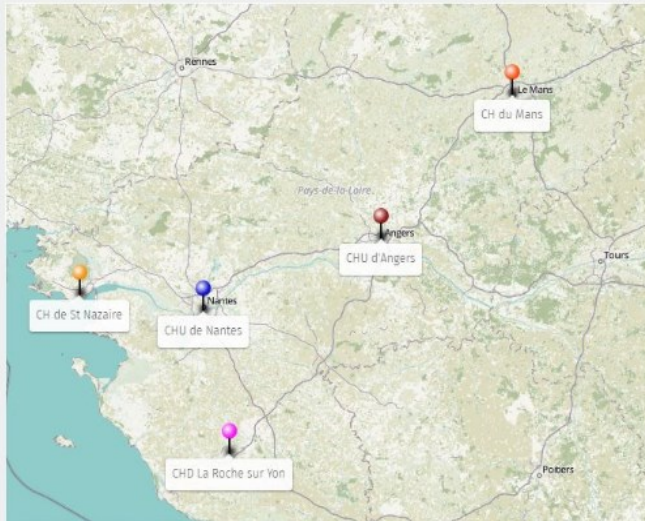 Rennes
Le Mans
CH du Mans
Pays de la Loire
Angers
CHU d'Angers
Tours
CH de St Nazaire
Nantes
CHU de Nantes
CHD La Roche sur Yon
Poitiers